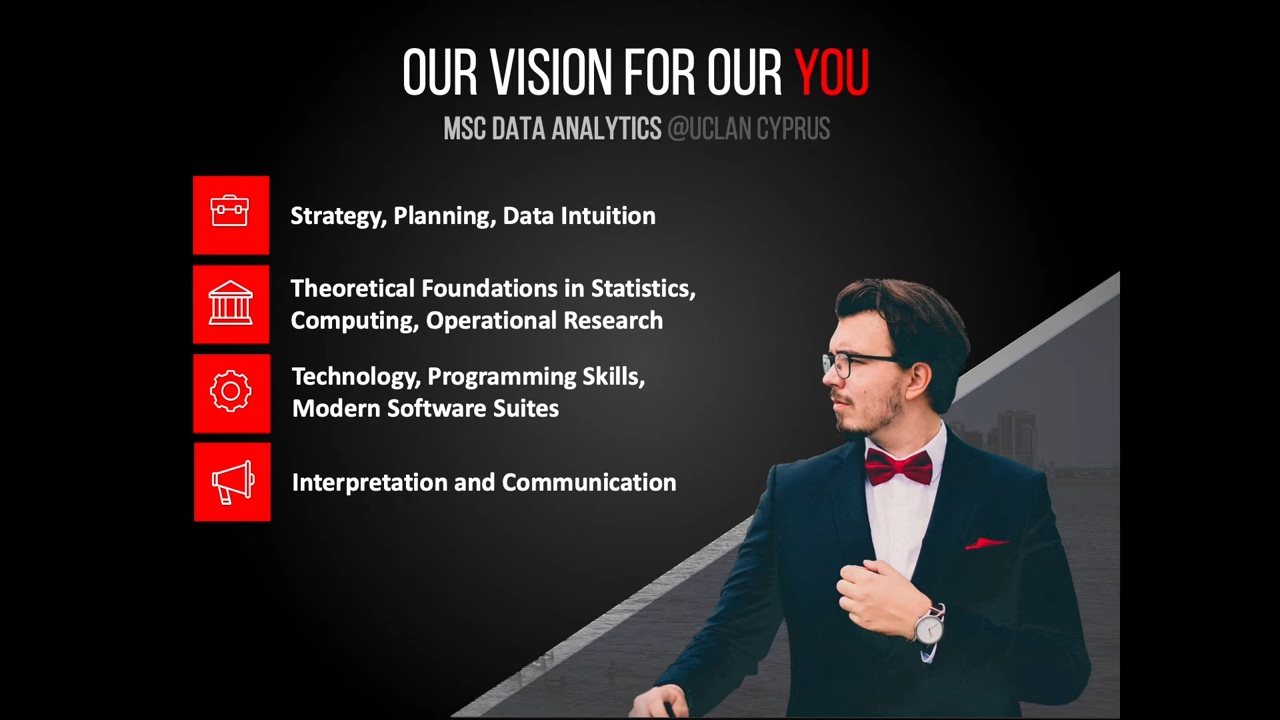 OUR VISION FOR OUR YOU
MSC DATA ANALYTICS @UCLAN CYPRUS
Strategy, Planning, Data Intuition
Theoretical Foundations in Statistics,
Computing, Operational Research
Technology, Programming Skills,
Modern Software Suites
Interpretation and Communication